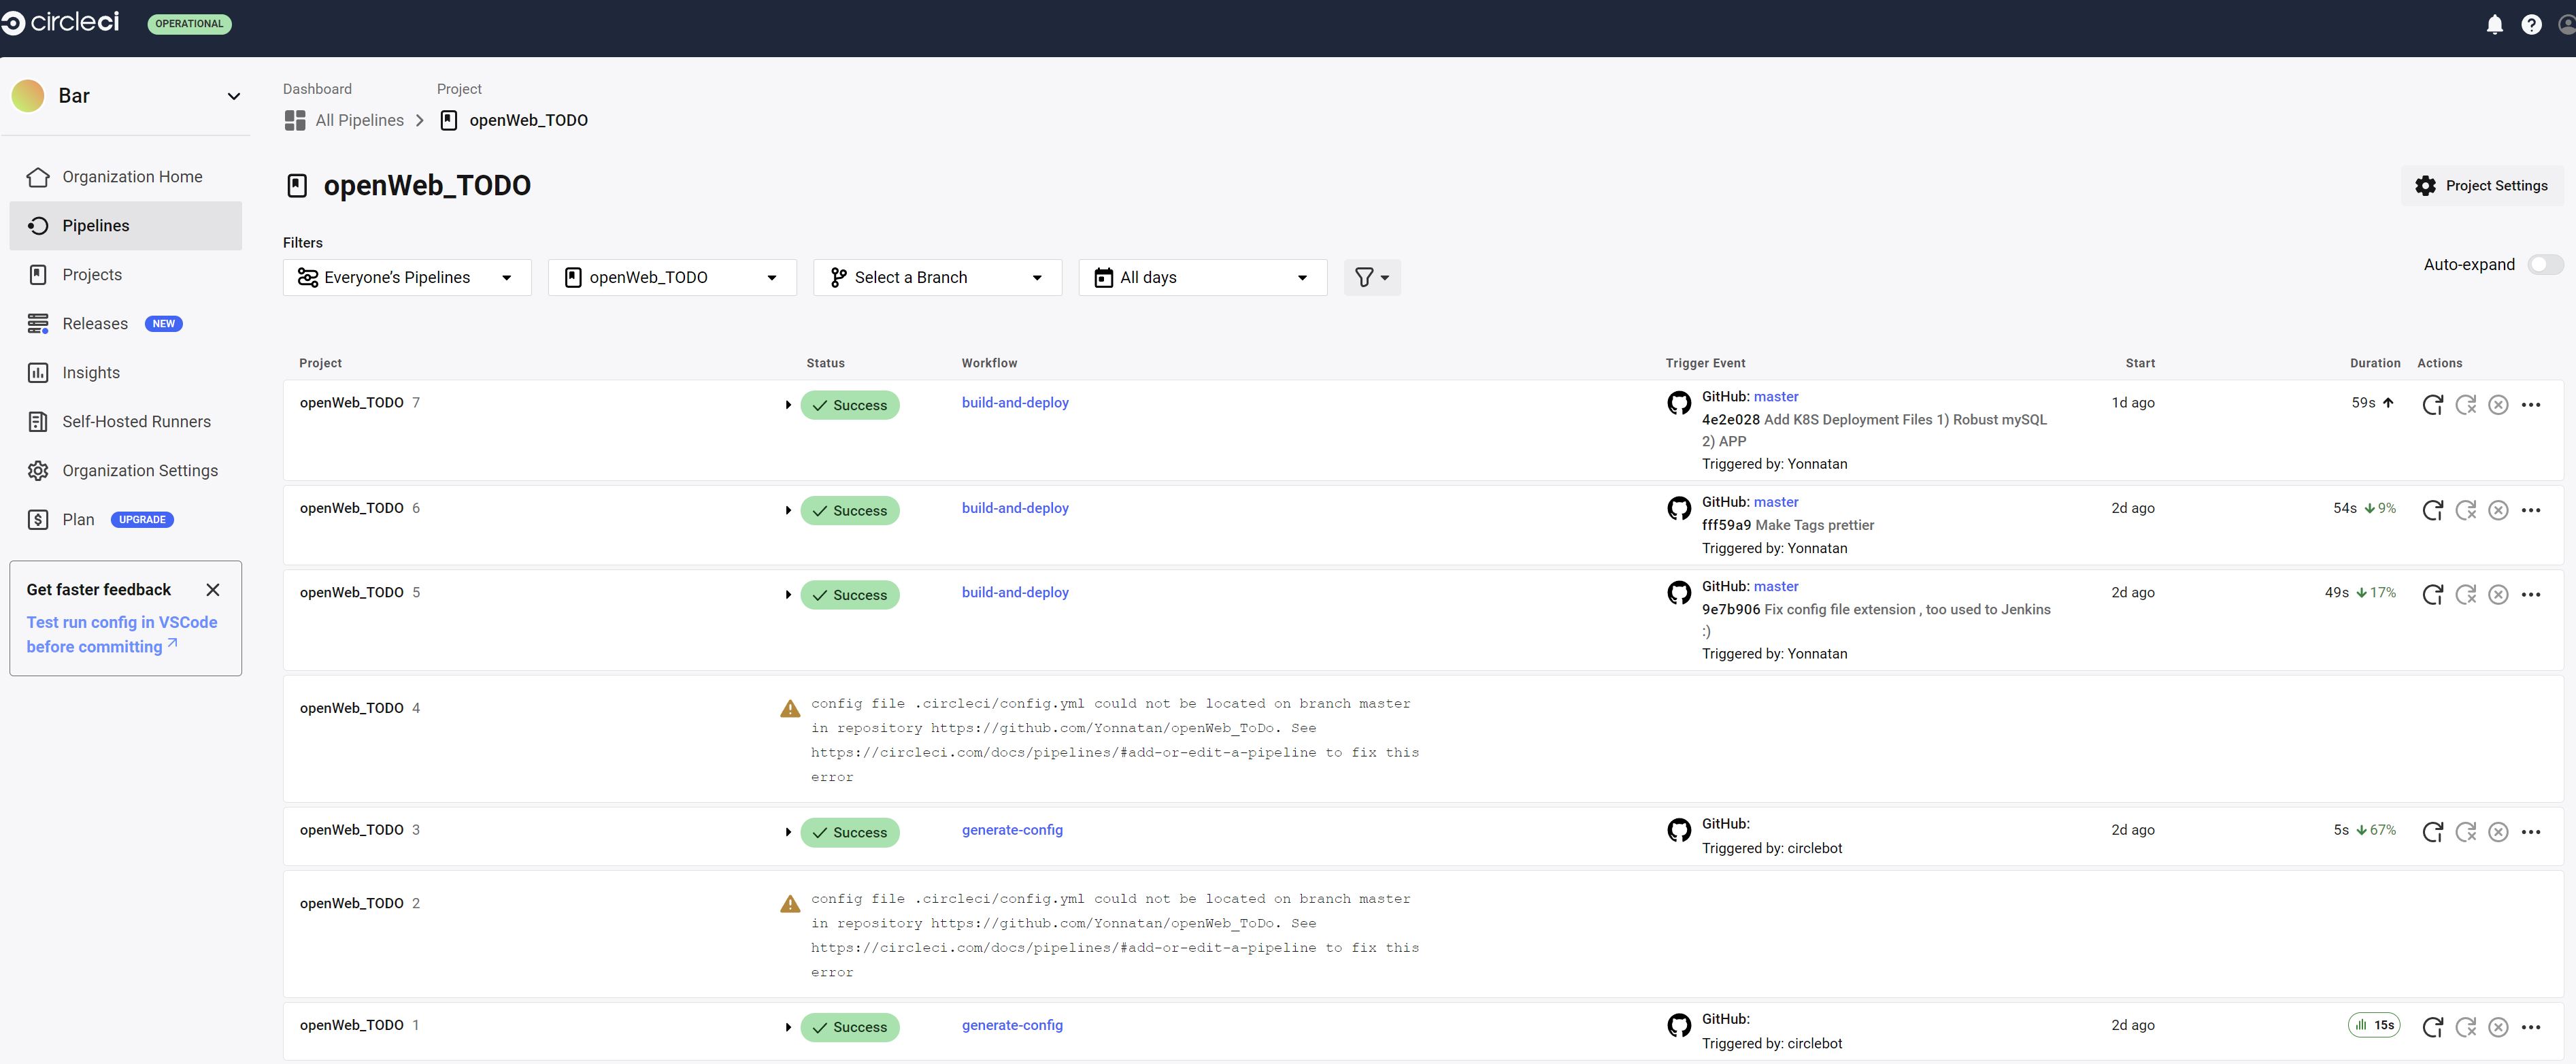 circleci OPERATIONAL
Bar
Organization Home
Pipelines
Projects
Releases NEW
Insights
Self-Hosted Runners
Organization Settings
Plan UPGRADE
Get faster feedback
Test run config in VSCode
before committing
Dashboard Project
All Pipelines openWeb_TODO
openWeb_TODO
Project Settings
Filters
Everyone’s Pipelines openWeb_TODO Select a Branch All days
Auto-expand
Project Status Workflow Trigger Event Start Duration Actions
openWeb_TODO 7 Success build-and-deploy GitHub: master 1d ago 59s
4e2e028 Add K8S Deployment Files 1) Robust mySQL
2) APP
Triggered by: Yonnatan
openWeb_TODO 6 Success build-and-deploy GitHub: master 2d ago 54s 9%
fff59a9 Make Tags prettier
Triggered by: Yonnatan
openWeb_TODO 5 Success build-and-deploy GitHub: master 2d ago 49s 17%
9e7b906 Fix config file extension , too used to Jenkins
:)
Triggered by: Yonnatan
openWeb_TODO 4 config file .circleci/config.yml could not be located on branch master
in repository https://github.com/Yonnatan/openWeb_ToDo. See
https://circleci.com/docs/pipelines/#add-or-edit-a-pipeline to fix this
error
openWeb_TODO 3 Success generate-config GitHub: 2d ago 5s 67%
Triggered by: circlebot
openWeb_TODO 2 config file .circleci/config.yml could not be located on branch master
in repository https://github.com/Yonnatan/openWeb_ToDo. See
https://circleci.com/docs/pipelines/#add-or-edit-a-pipeline to fix this
error
openWeb_TODO 1 Success generate-config GitHub: 2d ago 15s
Triggered by: circlebot